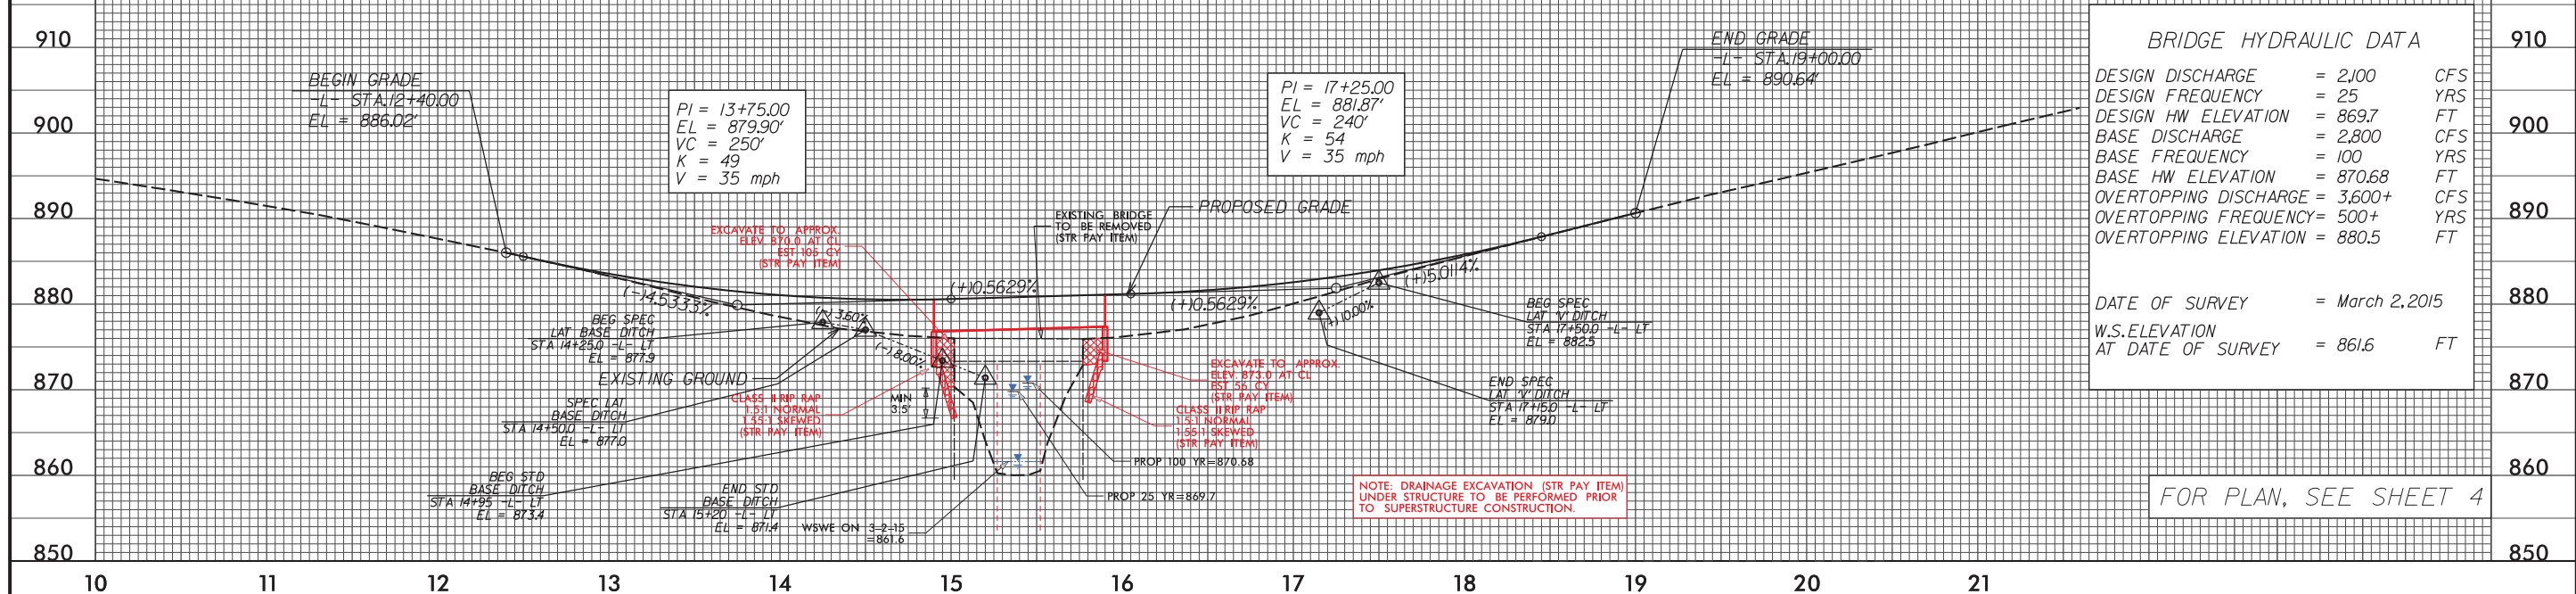 910
900
890
880
870
860
850
BEGIN GRADE
-L- STA.12+40.00
EL = 886.02'
PI = 13+75.00
EL = 879.90'
VC = 250'
K = 49
V = 35 mph
PI = 17+25.00
EL = 881.87'
VC = 240'
K = 54
V = 35 mph
END GRADE
-L- STA.19+00.00
EL = 890.64'
EXCAVATE TO APPROX.
ELEV. 870.0 AT CL
EST 105 CY
(STR PAY ITEM)
EXISTING BRIDGE
TO BE REMOVED
(STR PAY ITEM)
PROPOSED GRADE
(-)4.5333%
(+)0.5629%
(+)0.5629%
(+)5.0114%
(-)3.60%
(-)8.00%
(+)10.00%
BEG SPEC
LAT BASE DITCH
STA 14+25.0 -L- LT
EL = 877.9
EXISTING GROUND
SPEC LAT
BASE DITCH
STA 14+50.0 -L- LT
EL = 877.0
CLASS II RIP RAP
1.5:1 NORMAL
1.55:1 SKEWED
(STR PAY ITEM)
MIN
3.5'
BEG STD
BASE DITCH
STA 14+95 -L- LT
EL = 873.4
END STD
BASE DITCH
STA 15+20 -L- LT
EL = 871.4
WSWE ON 3-2-15
=861.6
PROP 100 YR=870.68
PROP 25 YR=869.7
EXCAVATE TO APPROX.
ELEV. 873.0 AT CL
EST 56 CY
(STR PAY ITEM)
CLASS II RIP RAP
1.5:1 NORMAL
1.55:1 SKEWED
(STR PAY ITEM)
BEG SPEC
LAT 'V' DITCH
STA 17+50.0 -L- LT
EL = 882.5
END SPEC
LAT 'V' DITCH
STA 17+15.0 -L- LT
EL = 879.0
NOTE: DRAINAGE EXCAVATION (STR PAY ITEM)
UNDER STRUCTURE TO BE PERFORMED PRIOR
TO SUPERSTRUCTURE CONSTRUCTION.
BRIDGE HYDRAULIC DATA
DESIGN DISCHARGE = 2,100 CFS
DESIGN FREQUENCY = 25 YRS
DESIGN HW ELEVATION = 869.7 FT
BASE DISCHARGE = 2,800 CFS
BASE FREQUENCY = 100 YRS
BASE HW ELEVATION = 870.68 FT
OVERTOPPING DISCHARGE = 3,600+ CFS
OVERTOPPING FREQUENCY= 500+ YRS
OVERTOPPING ELEVATION = 880.5 FT
DATE OF SURVEY = March 2, 2015
W.S.ELEVATION
AT DATE OF SURVEY = 861.6 FT
FOR PLAN, SEE SHEET 4
910
900
890
880
870
860
850
10 11 12 13 14 15 16 17 18 19 20 21